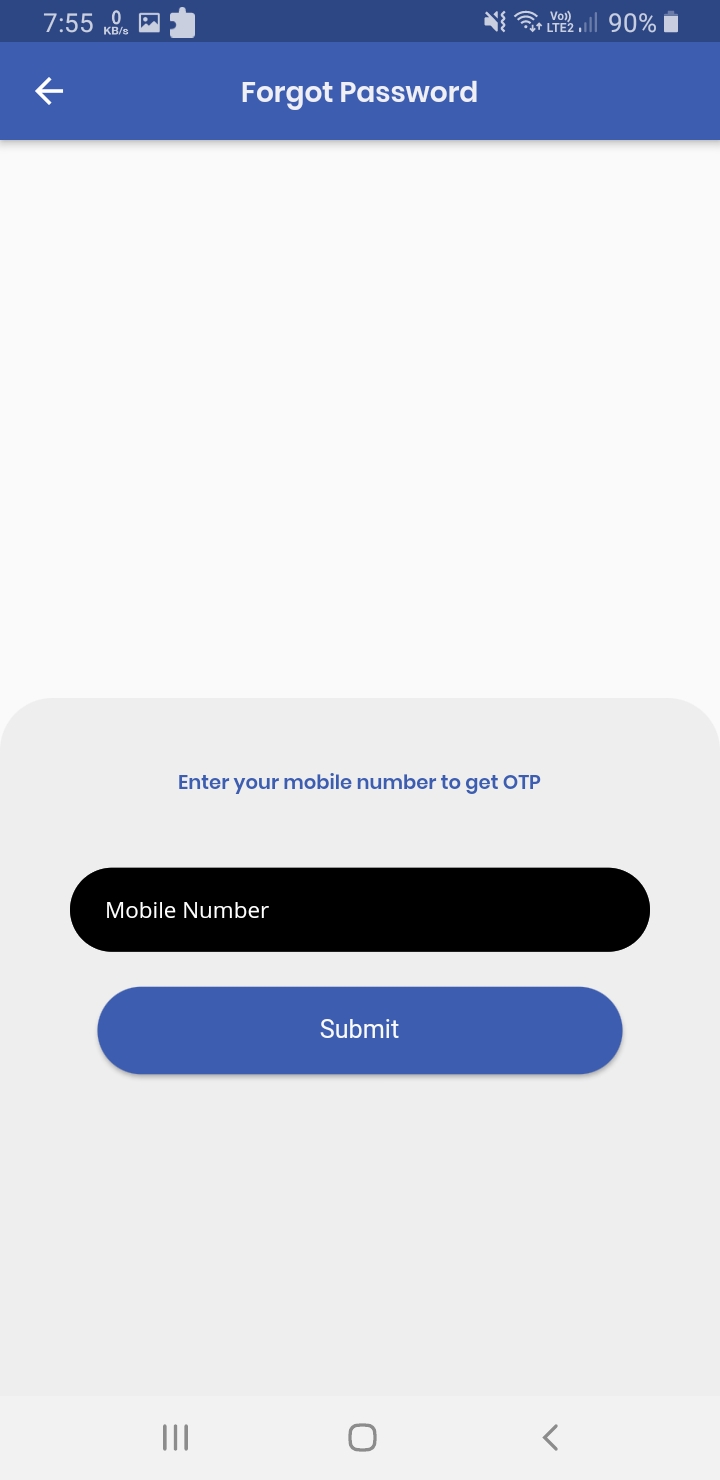 7:55 0 KB/s Vo)) LTE2 90%
Forgot Password
Enter your mobile number to get OTP
Mobile Number
Submit